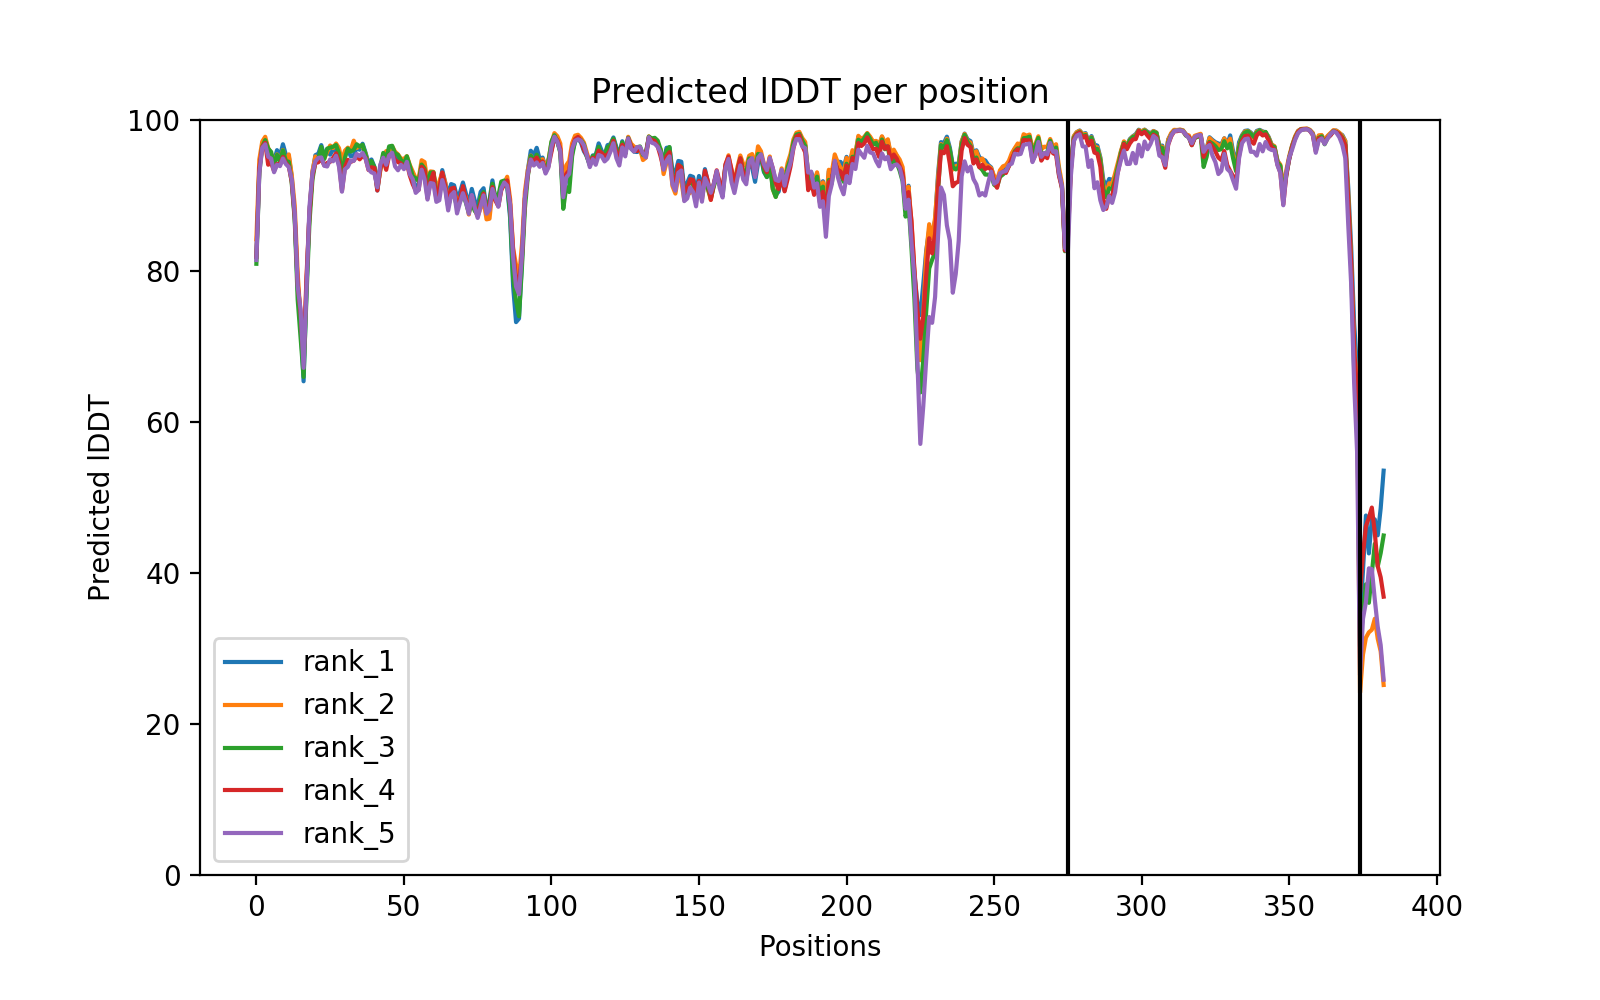 Predicted lDDT per position
100
80
60
40
20
0
Predicted lDDT
rank_1
rank_2
rank_3
rank_4
rank_5
0 50 100 150 200 250 300 350 400
Positions